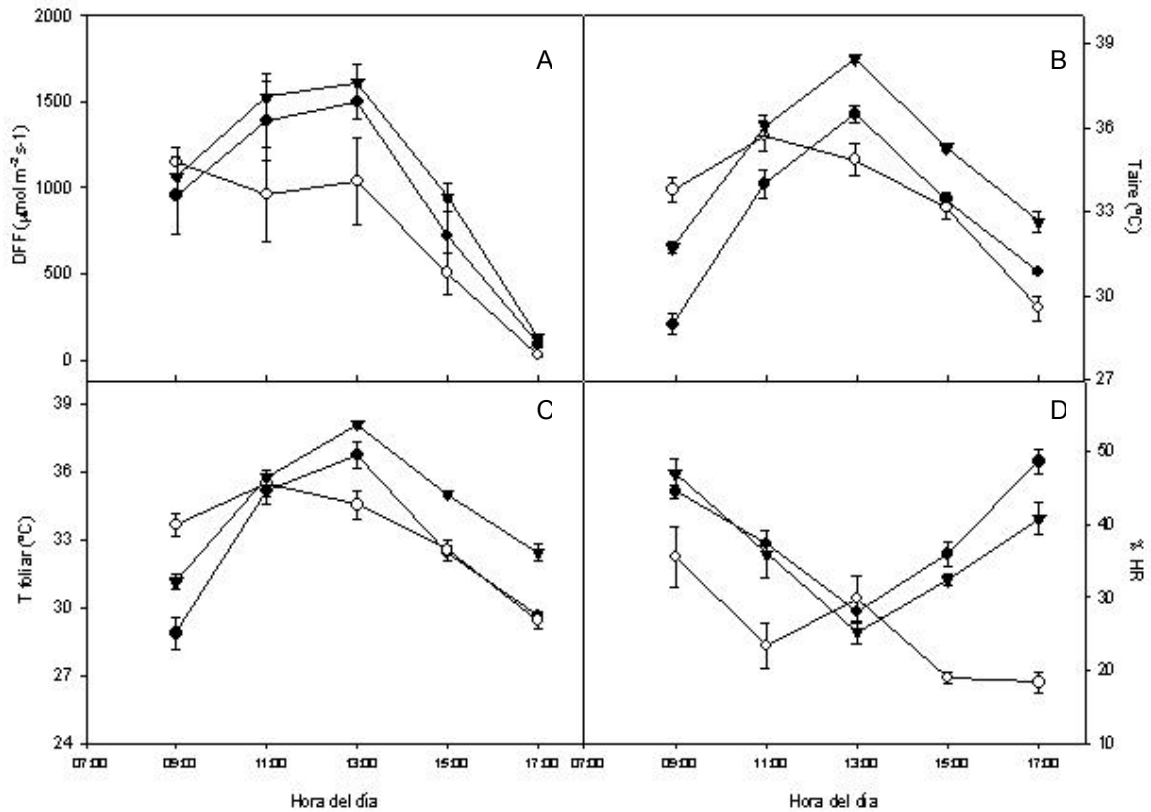 2000
1500
1000
500
0
DFF (µmol m-2 s-1)
A
B
39
36
33
30
27
Taire (ºC)
39
36
33
30
27
24
T foliar (ºC)
C
D
50
40
30
20
10
% HR
07:00 09:00 11:00 13:00 15:00 17:00
07:00 09:00 11:00 13:00 15:00 17:00
Hora del día
Hora del día